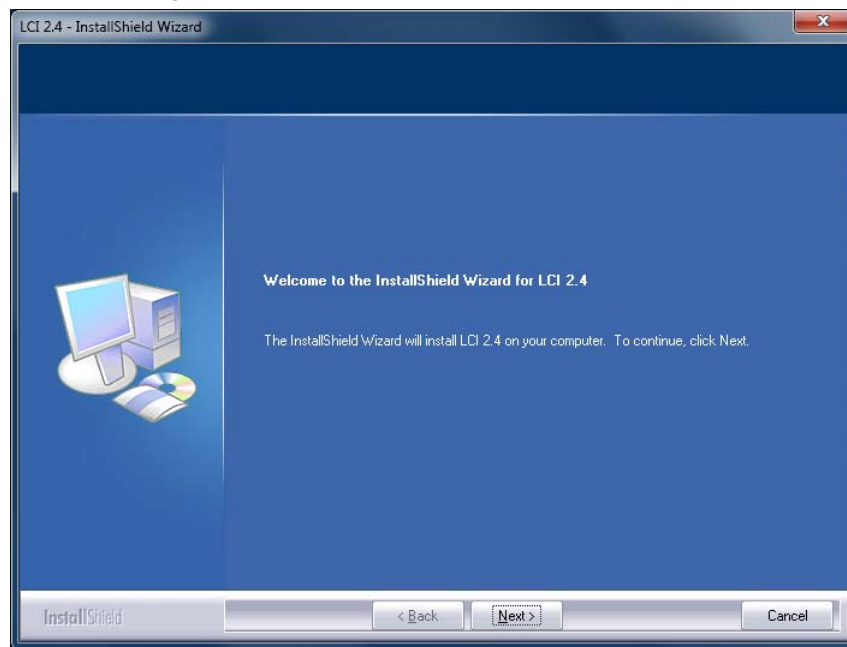 LCI 2.4 - InstallShield Wizard
Welcome to the InstallShield Wizard for LCI 2.4
The InstallShield Wizard will install LCI 2.4 on your computer. To continue, click Next.
InstallShield
< Back
Next >
Cancel